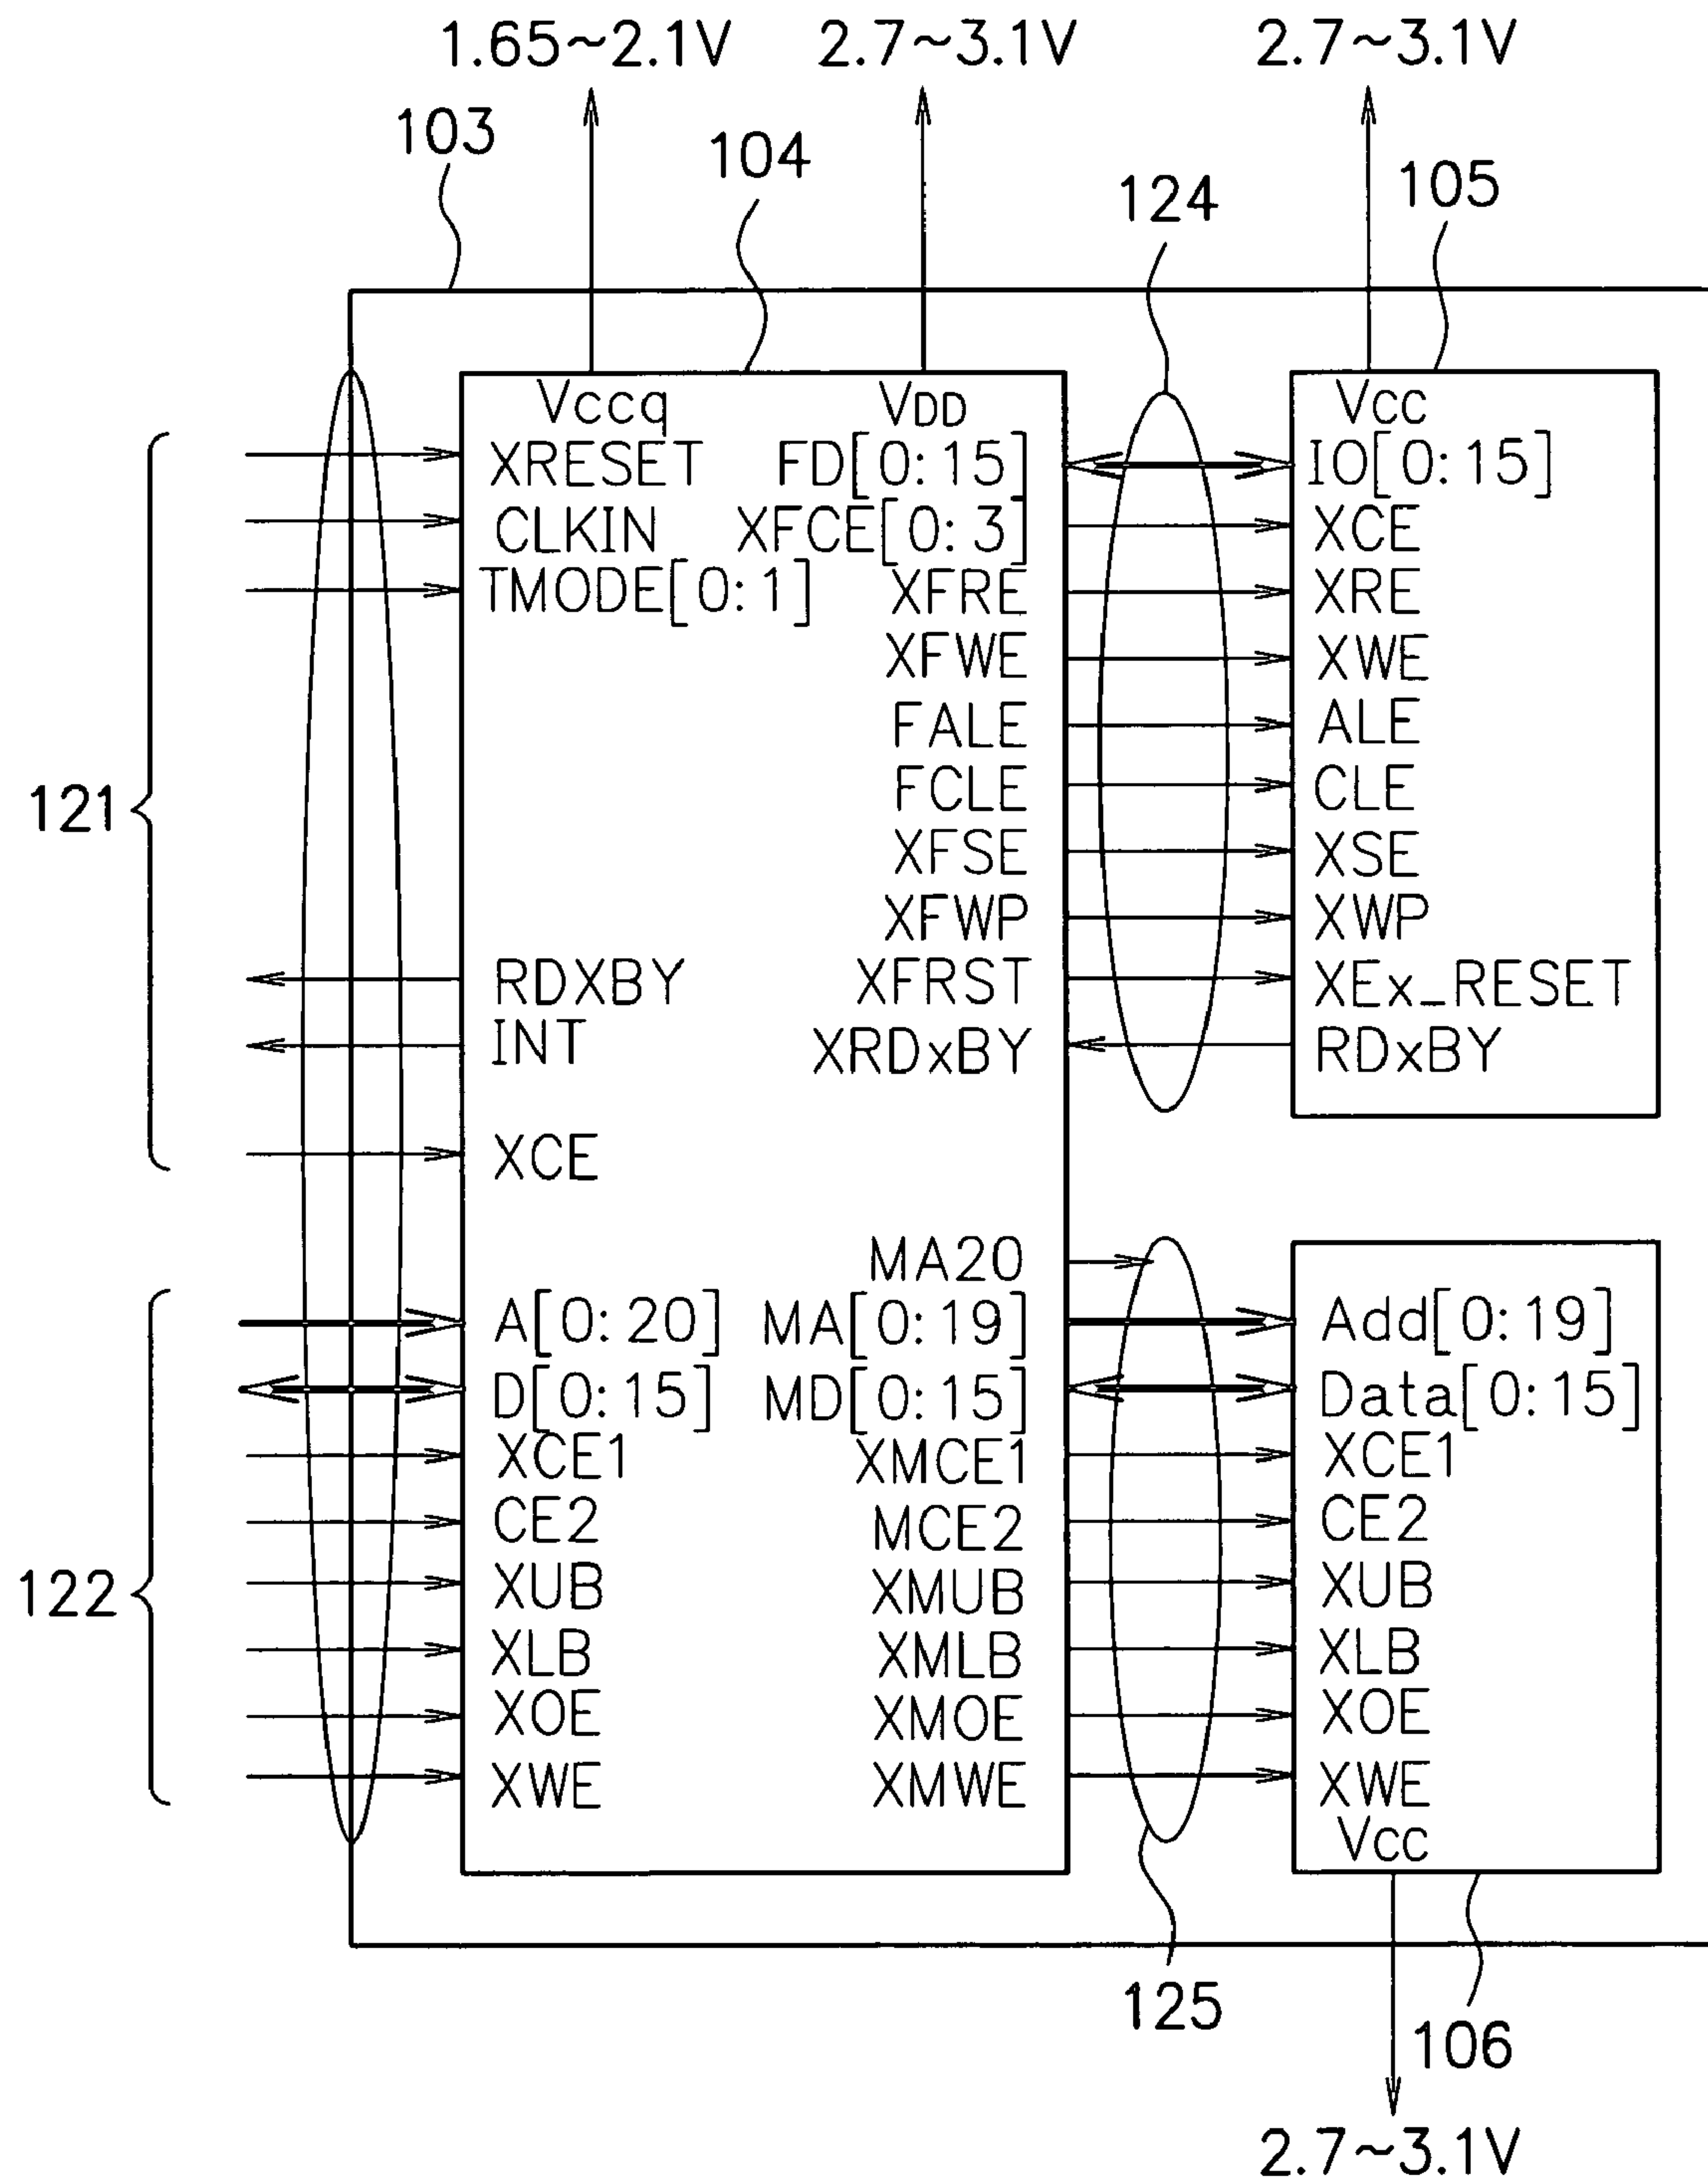 1.65~2.1V 2.7~3.1V 2.7~3.1V
103 104 124 105
Vccq VDD Vcc
XRESET FD[0:15] IO[0:15]
CLKIN XFCE[0:3] XCE
TMODE[0:1] XFRE XRE
XFWE XWE
FALE ALE
121 FCLE CLE
XFSE XSE
XFWP XWP
RDXBY XFRST XEx_RESET
INT XRDxBY RDxBY
XCE
MA20
A[0:20] MA[0:19] Add[0:19]
D[0:15] MD[0:15] Data[0:15]
XCE1 XMCE1 XCE1
CE2 MCE2 CE2
122 XUB XMUB XUB
XLB XMLB XLB
XOE XMOE XOE
XWE XMWE XWE
Vcc
125 106
2.7~3.1V